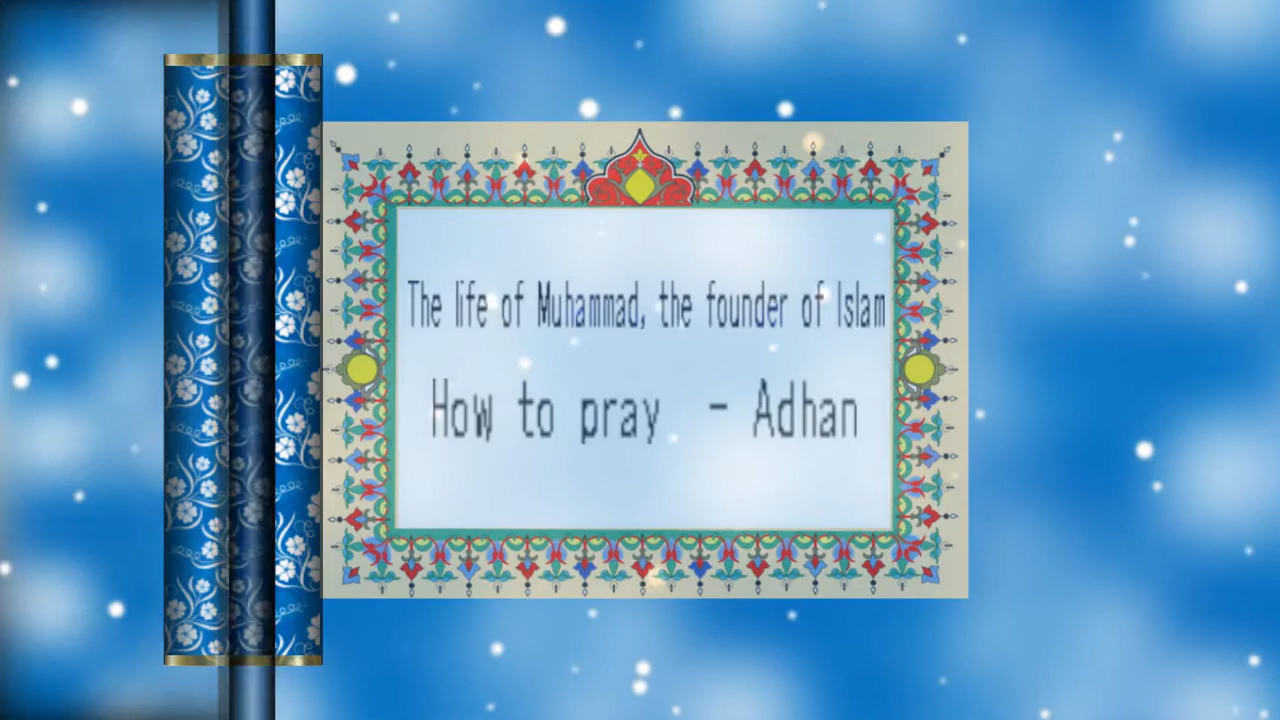 The life of Muhammad, the founder of Islam
How to pray - Adhan